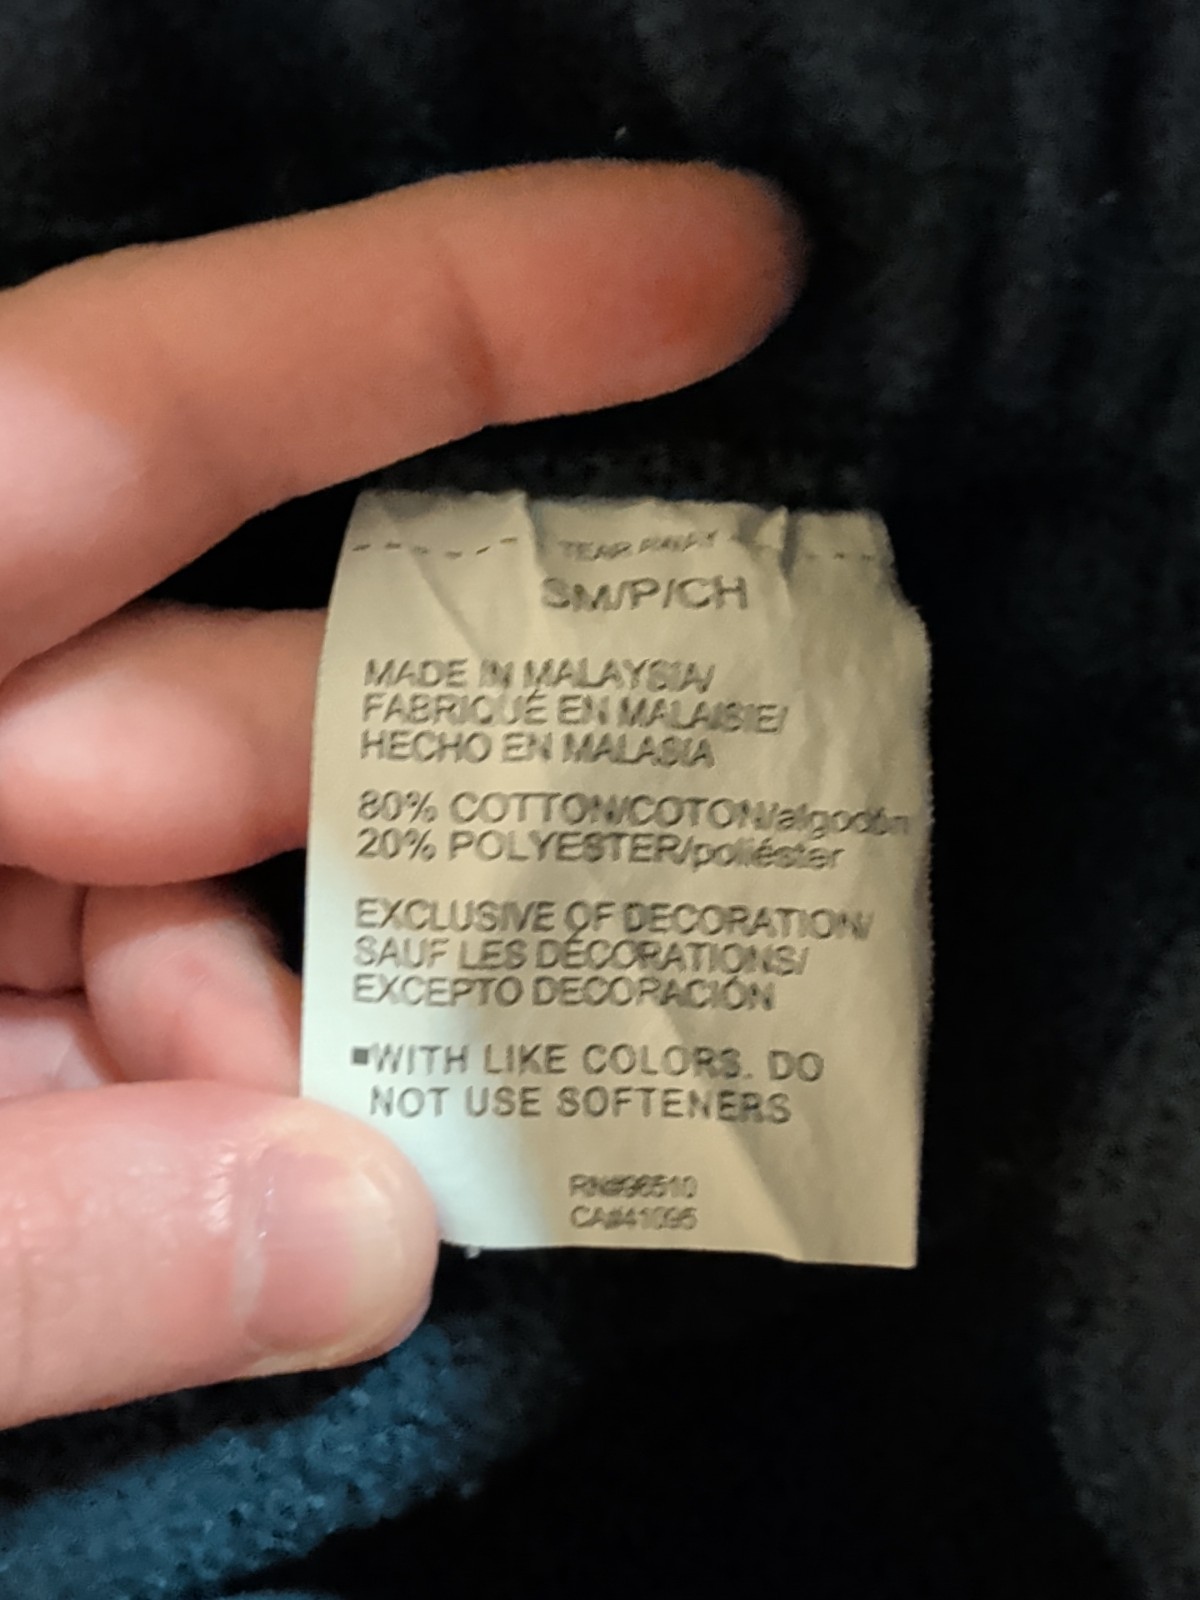 TEAR AWAY
SM/P/CH
MADE IN MALAYSIA/
FABRIQUÉ EN MALAISIE/
HECHO EN MALASIA
80% COTTON/COTON/algodón
20% POLYESTER/poliéster
EXCLUSIVE OF DECORATION/
SAUF LES DÉCORATIONS/
EXCEPTO DECORACIÓN
■WITH LIKE COLORS. DO
NOT USE SOFTENERS
RN#96510
CA#41095